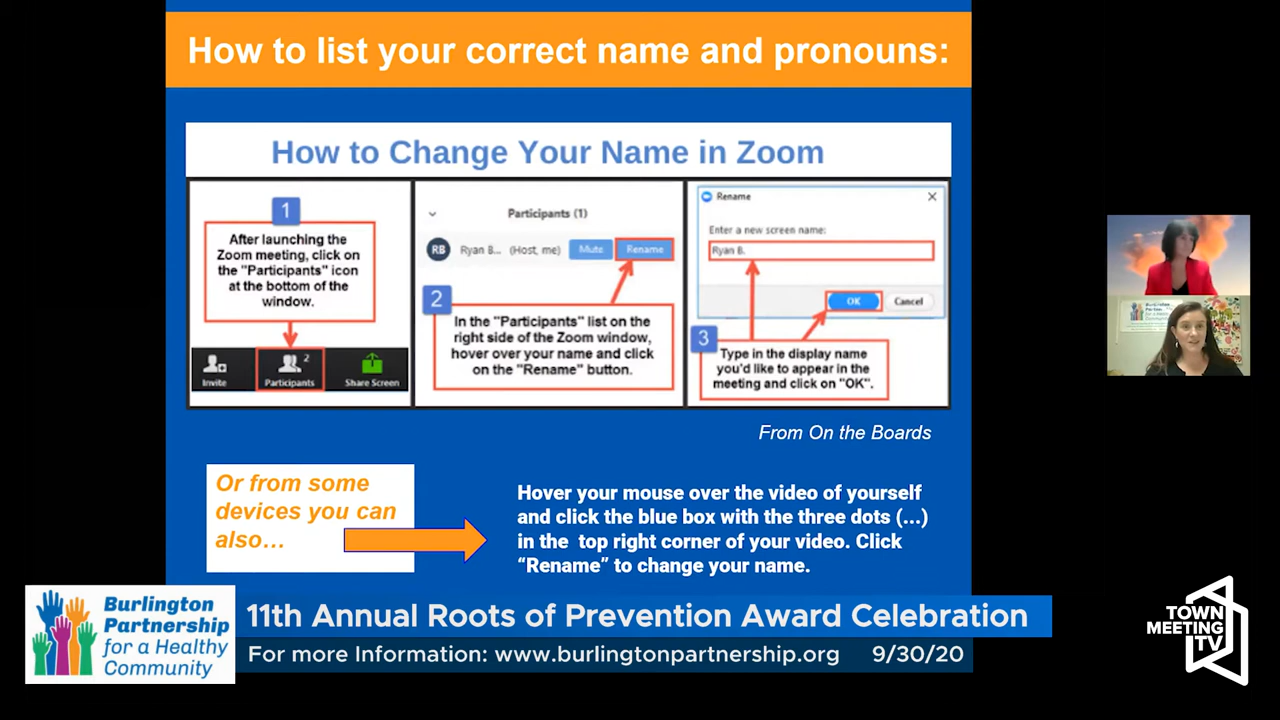 How to list your correct name and pronouns:
How to Change Your Name in Zoom
1
After launching the
Zoom meeting, click on
the "Participants" icon
at the bottom of the
window.
Invite
Participants
2
Share Screen
Participants (1)
RB
Ryan B... (Host, me)
Mute
Rename
2
In the "Participants" list on the
right side of the Zoom window,
hover over your name and click
on the "Rename" button.
Rename
Enter a new screen name:
Ryan B.
OK
Cancel
3
Type in the display name
you'd like to appear in the
meeting and click on "OK".
From On the Boards
Or from some
devices you can
also...
Hover your mouse over the video of yourself
and click the blue box with the three dots (...)
in the top right corner of your video. Click
“Rename” to change your name.
Burlington
Partnership
for a Healthy
Community
11th Annual Roots of Prevention Award Celebration
For more Information: www.burlingtonpartnership.org 9/30/20
TOWN
MEETING
TV